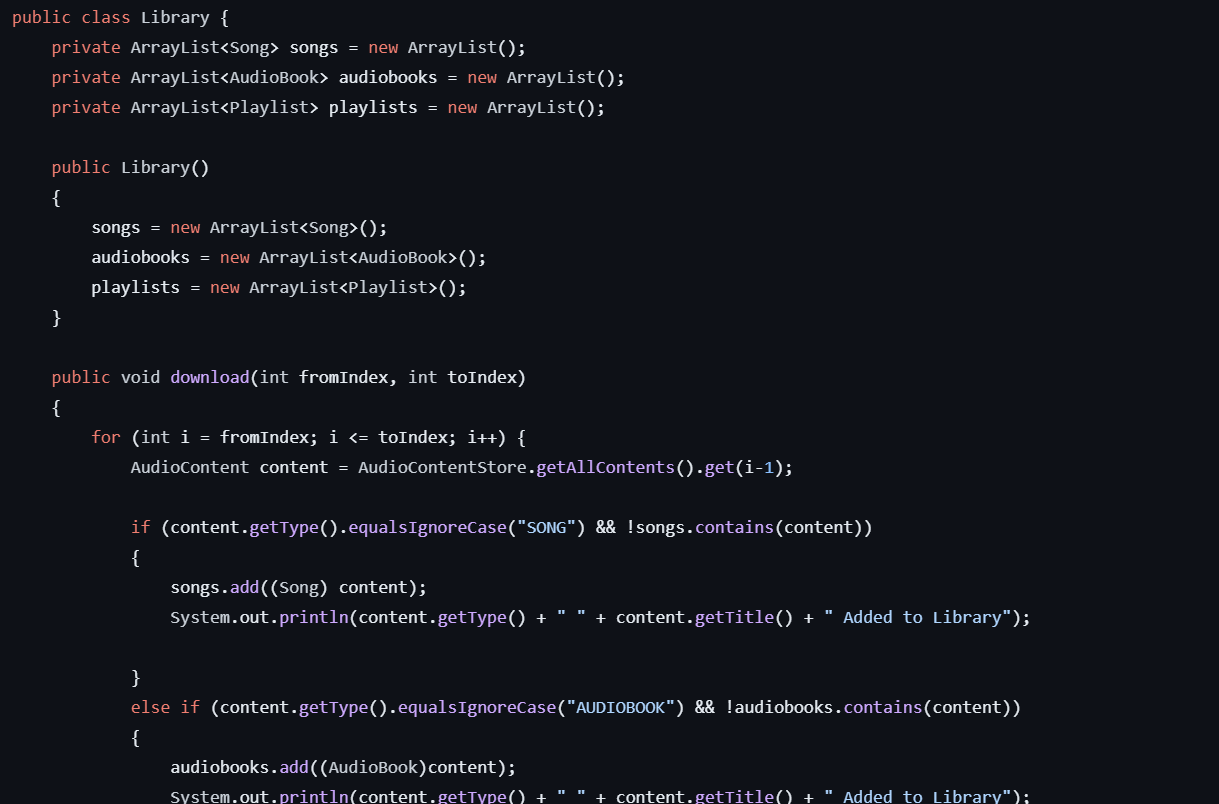 public class Library {
    private ArrayList<Song> songs = new ArrayList();
    private ArrayList<AudioBook> audiobooks = new ArrayList();
    private ArrayList<Playlist> playlists = new ArrayList();

    public Library()
    {
        songs = new ArrayList<Song>();
        audiobooks = new ArrayList<AudioBook>();
        playlists = new ArrayList<Playlist>();
    }

    public void download(int fromIndex, int toIndex)
    {
        for (int i = fromIndex; i <= toIndex; i++) {
            AudioContent content = AudioContentStore.getAllContents().get(i-1);

            if (content.getType().equalsIgnoreCase("SONG") && !songs.contains(content))
            {
                songs.add((Song) content);
                System.out.println(content.getType() + " " + content.getTitle() + " Added to Library");

            }
            else if (content.getType().equalsIgnoreCase("AUDIOBOOK") && !audiobooks.contains(content))
            {
                audiobooks.add((AudioBook)content);
                System.out.println(content.getType() + " " + content.getTitle() + " Added to Library");